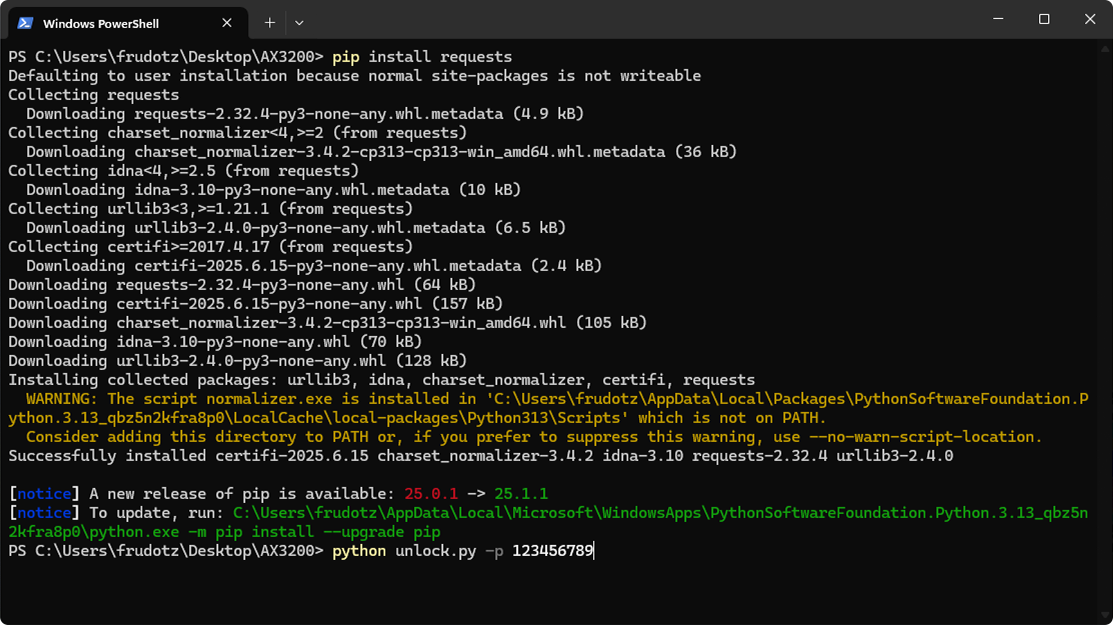 Windows PowerShell
PS C:\Users\frudotz\Desktop\AX3200> pip install requests
Defaulting to user installation because normal site-packages is not writeable
Collecting requests
  Downloading requests-2.32.4-py3-none-any.whl.metadata (4.9 kB)
Collecting charset_normalizer<4,>=2 (from requests)
  Downloading charset_normalizer-3.4.2-cp313-cp313-win_amd64.whl.metadata (36 kB)
Collecting idna<4,>=2.5 (from requests)
  Downloading idna-3.10-py3-none-any.whl.metadata (10 kB)
Collecting urllib3<3,>=1.21.1 (from requests)
  Downloading urllib3-2.4.0-py3-none-any.whl.metadata (6.5 kB)
Collecting certifi>=2017.4.17 (from requests)
  Downloading certifi-2025.6.15-py3-none-any.whl.metadata (2.4 kB)
Downloading requests-2.32.4-py3-none-any.whl (64 kB)
Downloading certifi-2025.6.15-py3-none-any.whl (157 kB)
Downloading charset_normalizer-3.4.2-cp313-cp313-win_amd64.whl (105 kB)
Downloading idna-3.10-py3-none-any.whl (70 kB)
Downloading urllib3-2.4.0-py3-none-any.whl (128 kB)
Installing collected packages: urllib3, idna, charset_normalizer, certifi, requests
  WARNING: The script normalizer.exe is installed in 'C:\Users\frudotz\AppData\Local\Packages\PythonSoftwareFoundation.P
ython.3.13_qbz5n2kfra8p0\LocalCache\local-packages\Python313\Scripts' which is not on PATH.
  Consider adding this directory to PATH or, if you prefer to suppress this warning, use --no-warn-script-location.
Successfully installed certifi-2025.6.15 charset_normalizer-3.4.2 idna-3.10 requests-2.32.4 urllib3-2.4.0
[notice] A new release of pip is available: 25.0.1 -> 25.1.1
[notice] To update, run: C:\Users\frudotz\AppData\Local\Microsoft\WindowsApps\PythonSoftwareFoundation.Python.3.13_qbz5n
2kfra8p0\python.exe -m pip install --upgrade pip
PS C:\Users\frudotz\Desktop\AX3200> python unlock.py -p 123456789